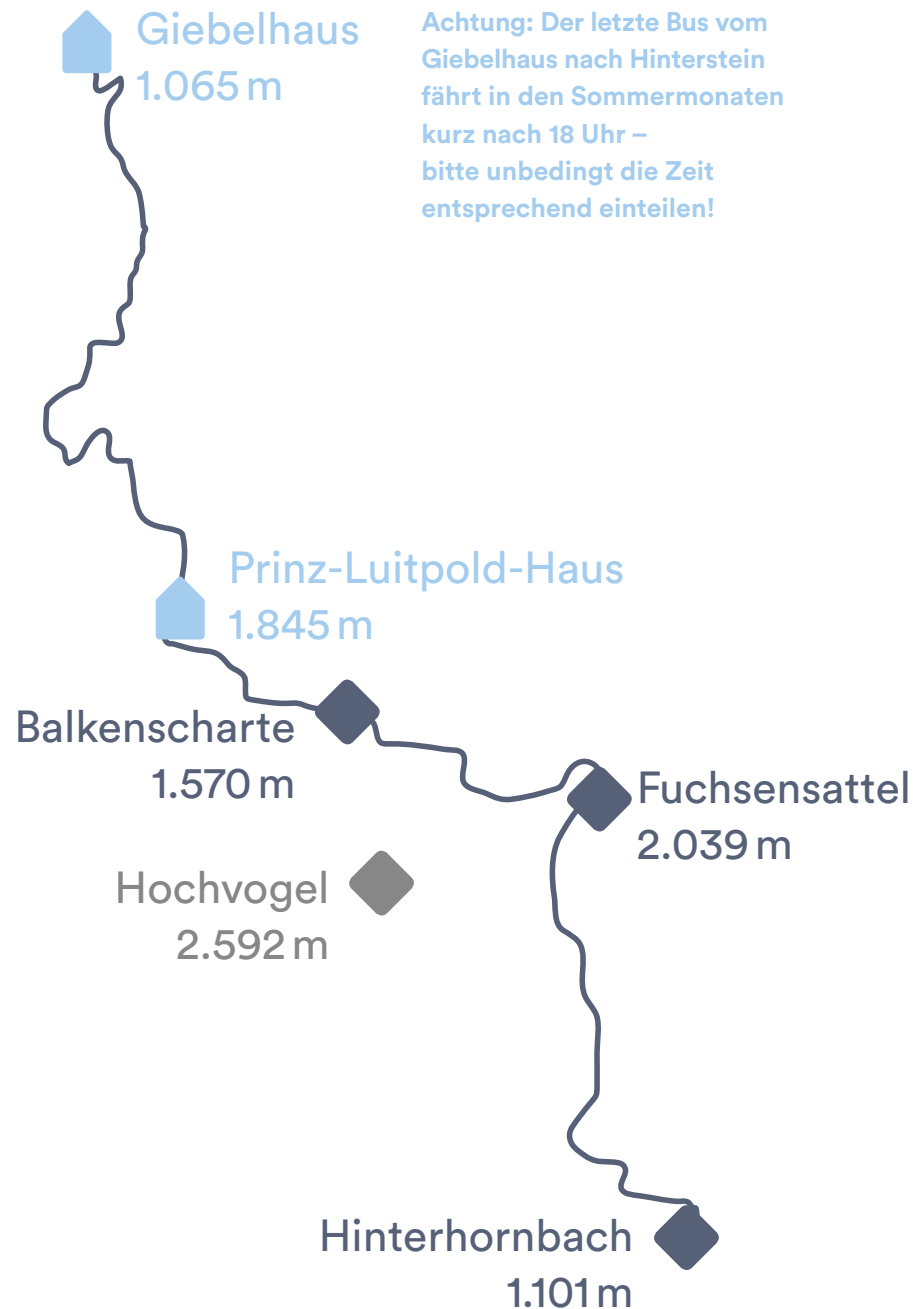 Giebelhaus
1.065 m
Achtung: Der letzte Bus vom
Giebelhaus nach Hinterstein
fährt in den Sommermonaten
kurz nach 18 Uhr –
bitte unbedingt die Zeit
entsprechend einteilen!
Prinz-Luitpold-Haus
1.845 m
Balkenscharte
1.570 m
Fuchsensattel
2.039 m
Hochvogel
2.592 m
Hinterhornbach
1.101 m